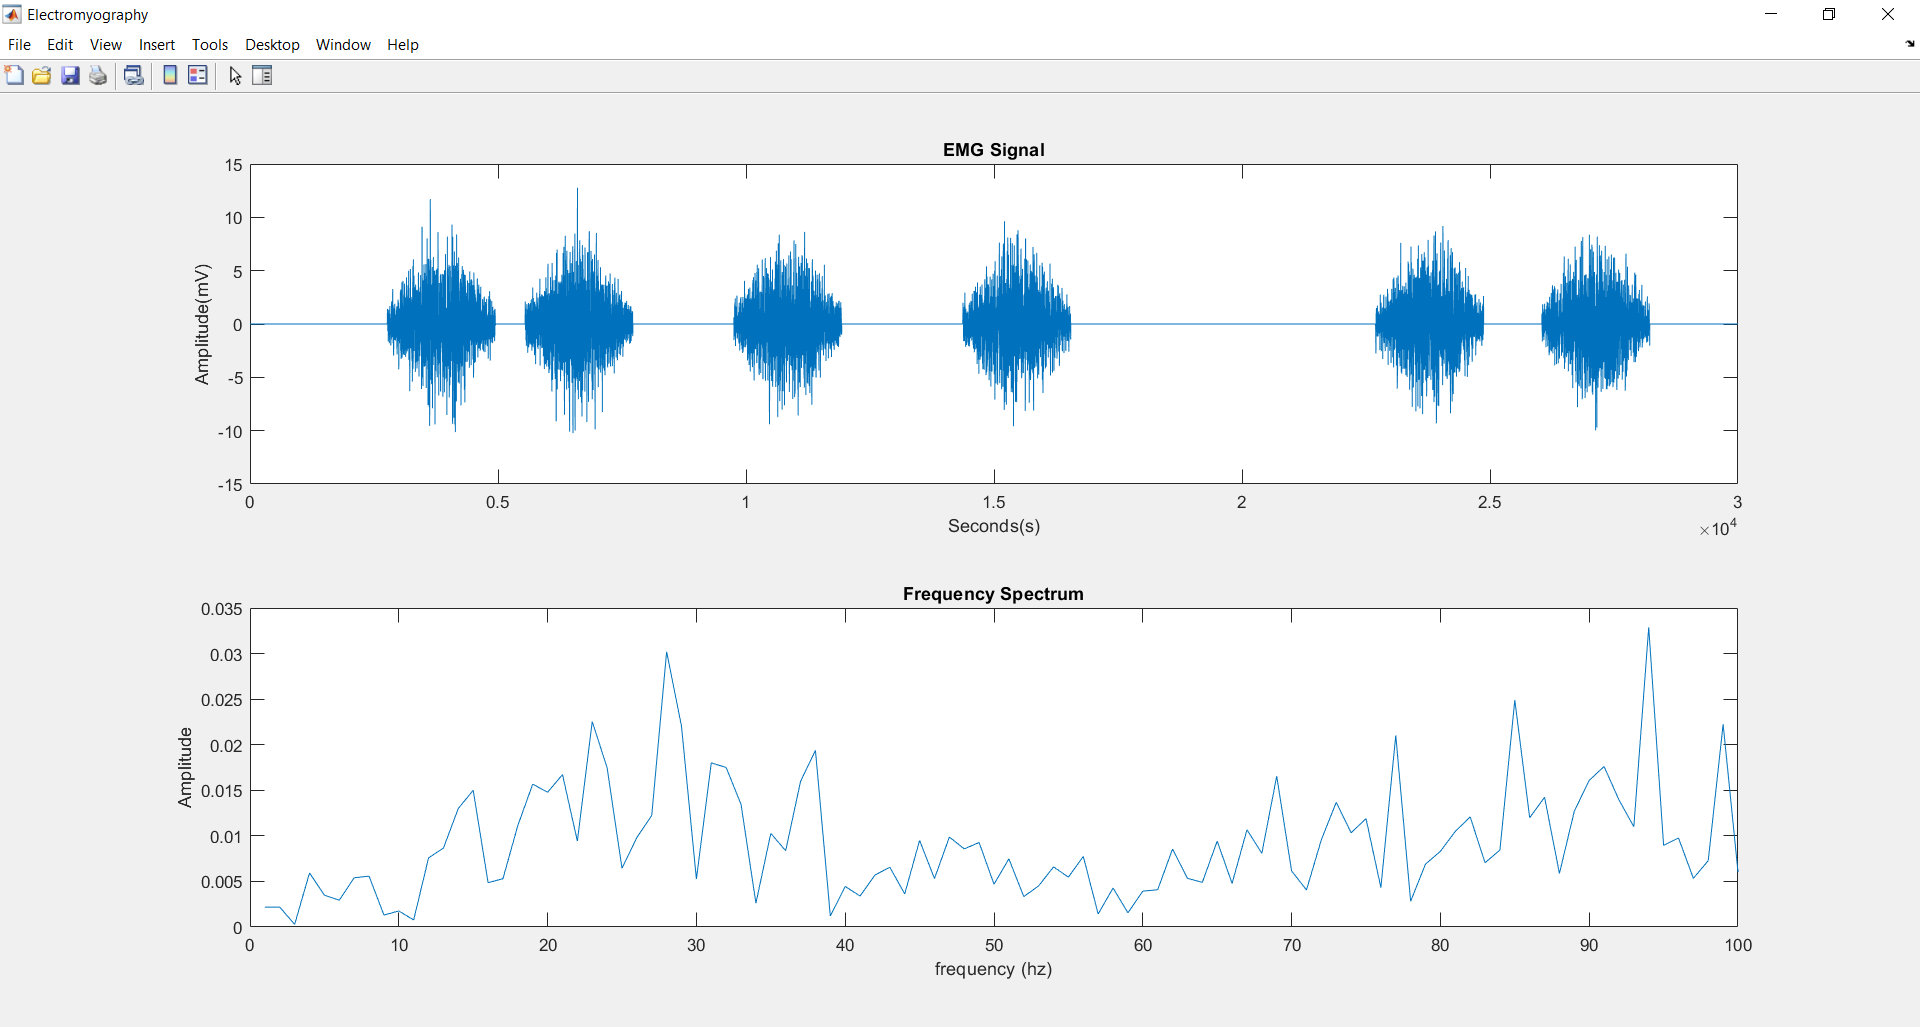 Electromyography
File Edit View Insert Tools Desktop Window Help
EMG Signal
15
10
5
0
-5
-10
-15
Amplitude(mV)
0 0.5 1 1.5 2 2.5 3
Seconds(s)
×10^4
Frequency Spectrum
0.035
0.03
0.025
0.02
0.015
0.01
0.005
0
Amplitude
0 10 20 30 40 50 60 70 80 90 100
frequency (hz)